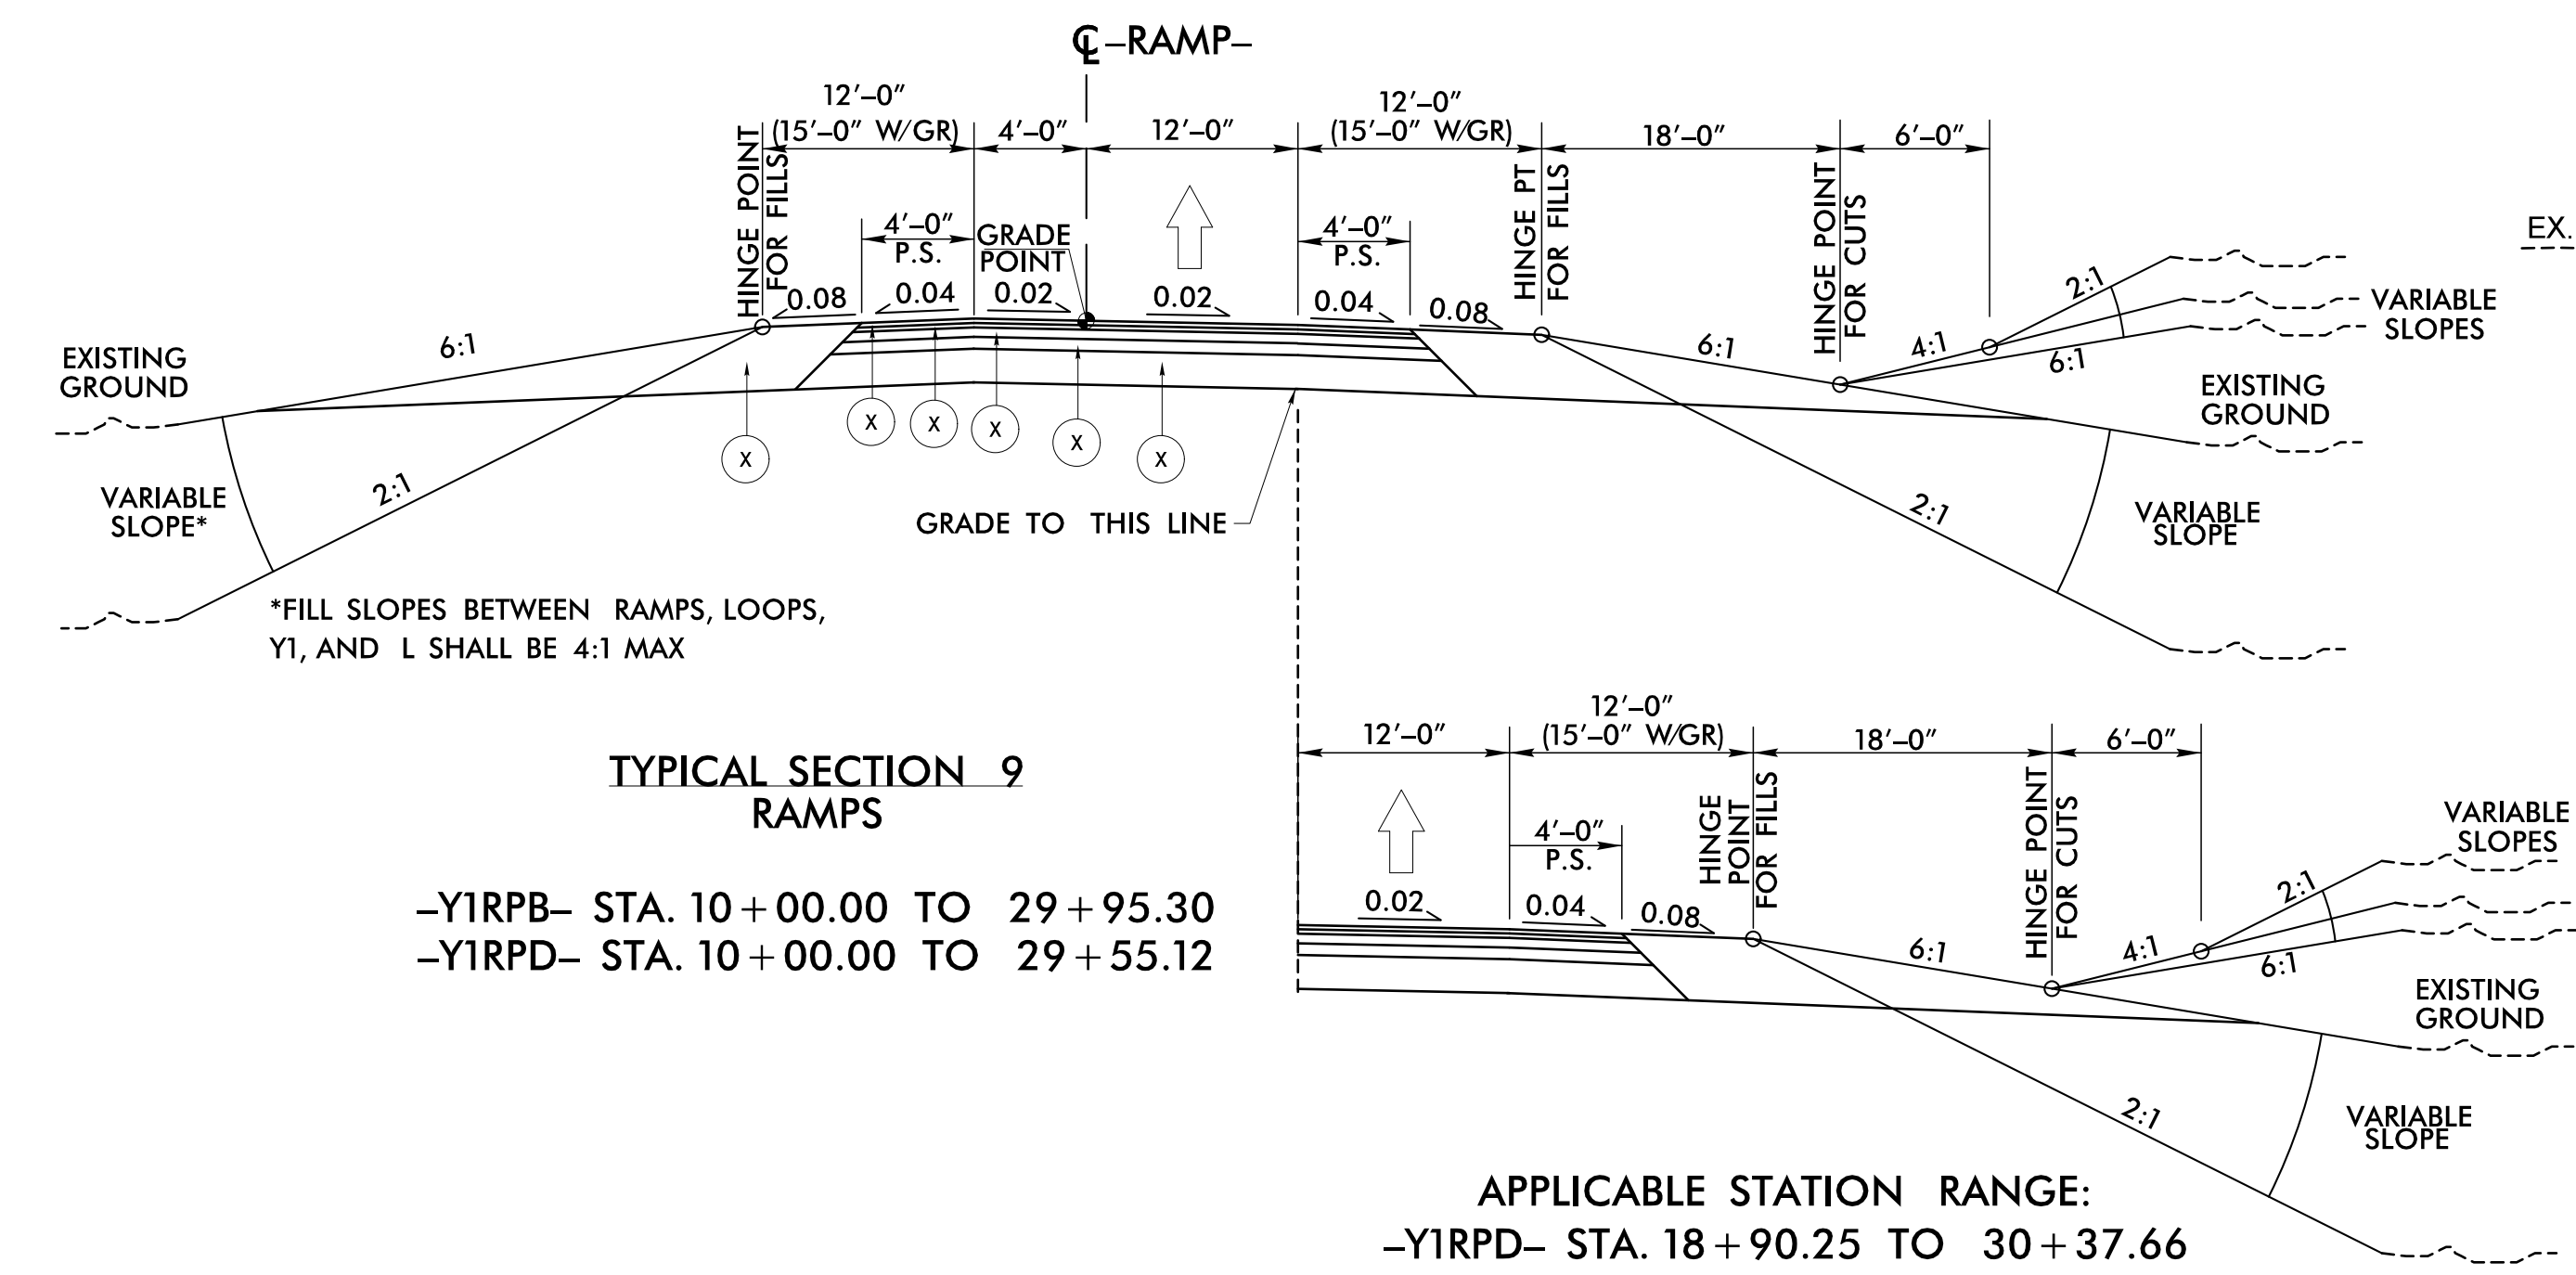 ℄ –RAMP–
12'–0"
(15'–0" W/GR)
4'–0"
12'–0"
12'–0"
(15'–0" W/GR)
18'–0"
6'–0"
HINGE POINT
FOR FILLS
4'–0"
P.S.
GRADE
POINT
4'–0"
P.S.
HINGE PT
FOR FILLS
HINGE POINT
FOR CUTS
EX.
0.08
0.04
0.02
0.02
0.04
0.08
2:1
VARIABLE
SLOPES
EXISTING
GROUND
6:1
6:1
4:1
6:1
EXISTING
GROUND
X
X
X
X
X
X
VARIABLE
SLOPE*
2:1
GRADE TO THIS LINE
2:1
VARIABLE
SLOPE
*FILL SLOPES BETWEEN RAMPS, LOOPS,
Y1, AND L SHALL BE 4:1 MAX
TYPICAL SECTION 9
RAMPS
–Y1RPB– STA. 10+00.00 TO 29+95.30
–Y1RPD– STA. 10+00.00 TO 29+55.12
12'–0"
12'–0"
(15'–0" W/GR)
18'–0"
6'–0"
HINGE
POINT
FOR FILLS
HINGE POINT
FOR CUTS
4'–0"
P.S.
VARIABLE
SLOPES
0.02
0.04
0.08
2:1
6:1
4:1
6:1
EXISTING
GROUND
2:1
VARIABLE
SLOPE
APPLICABLE STATION RANGE:
–Y1RPD– STA. 18+90.25 TO 30+37.66